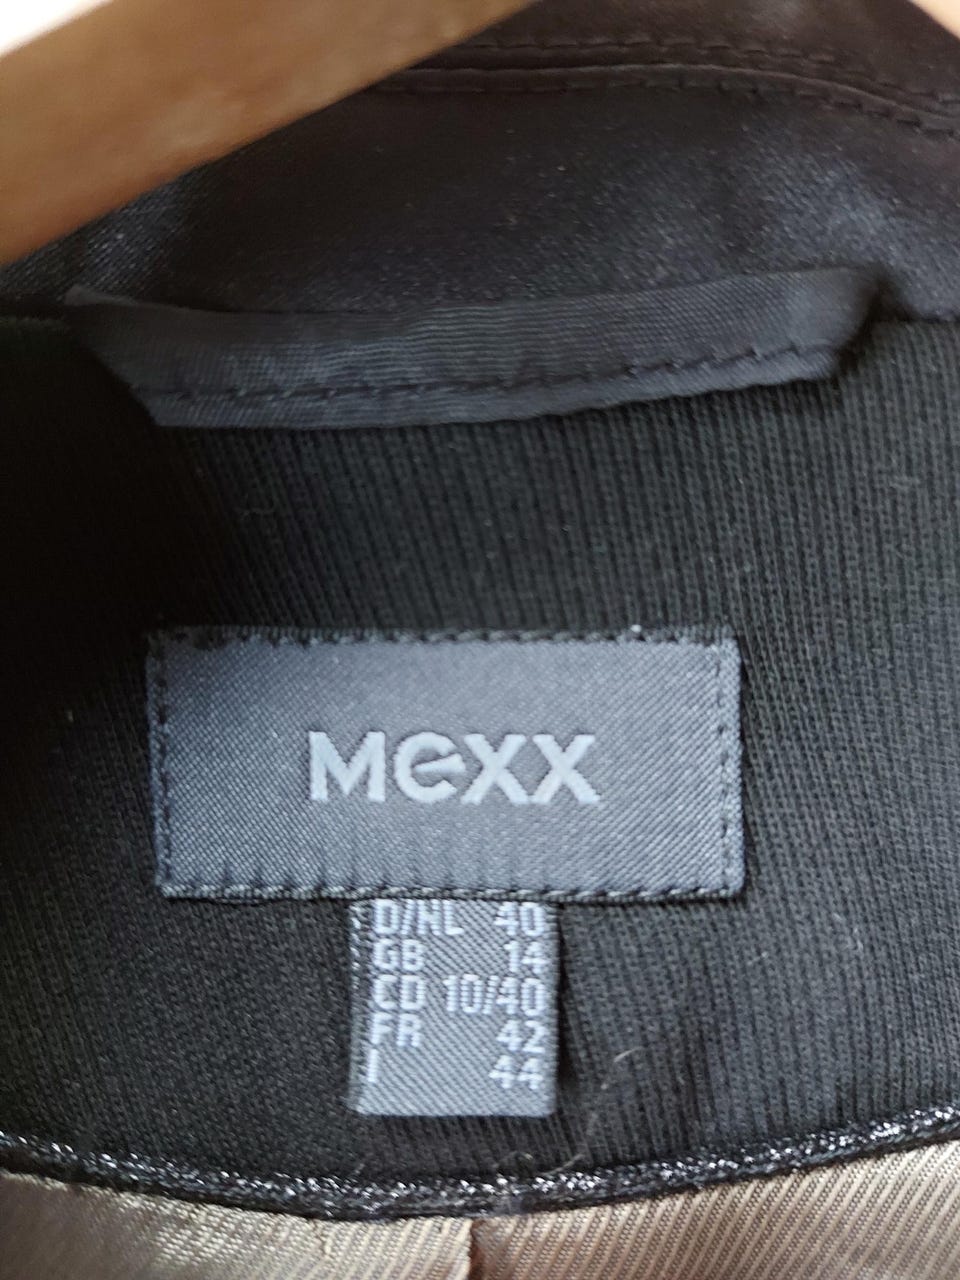 Mexx
D/NL 40
GB 14
CD 10/40
FR 42
I 44